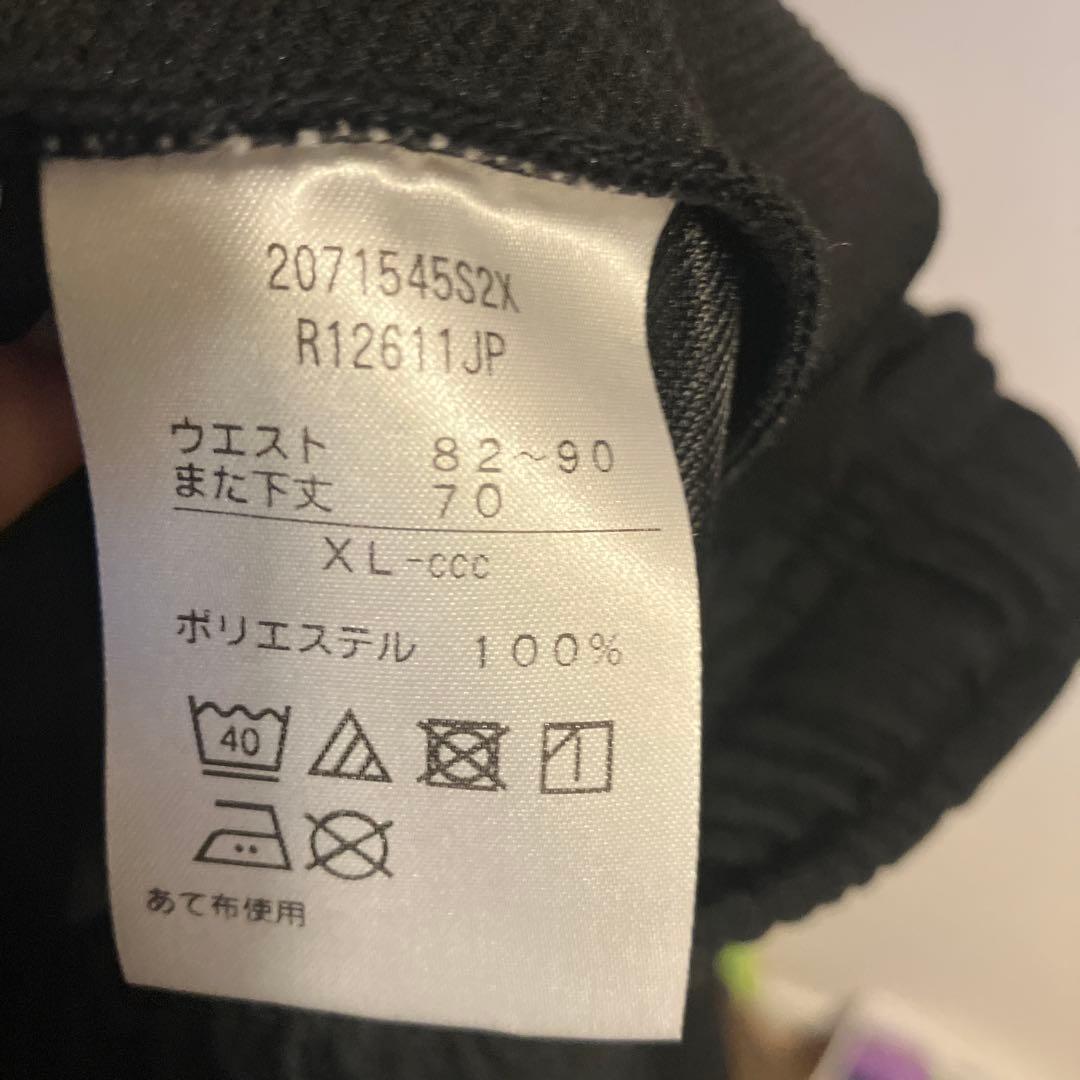 2071545S2X
R12611JP
ウエスト 82~90
また下丈 70
XL-ccc
ポリエステル 100%
40
あて布使用